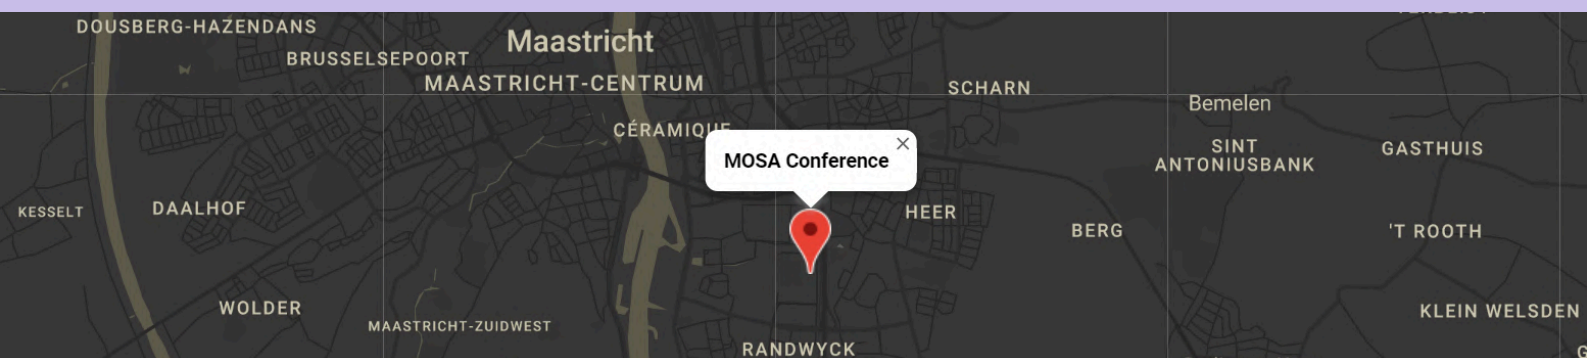 DOUSBERG-HAZENDANS
Maastricht
BRUSSELSEPOORT
MAASTRICHT-CENTRUM
SCHARN
Bemelen
CÉRAMIQUE
SINT
ANTONIUSBANK
GASTHUIS
MOSA Conference
KESSELT
DAALHOF
HEER
BERG
'T ROOTH
WOLDER
MAASTRICHT-ZUIDWEST
KLEIN WELSDEN
RANDWYCK